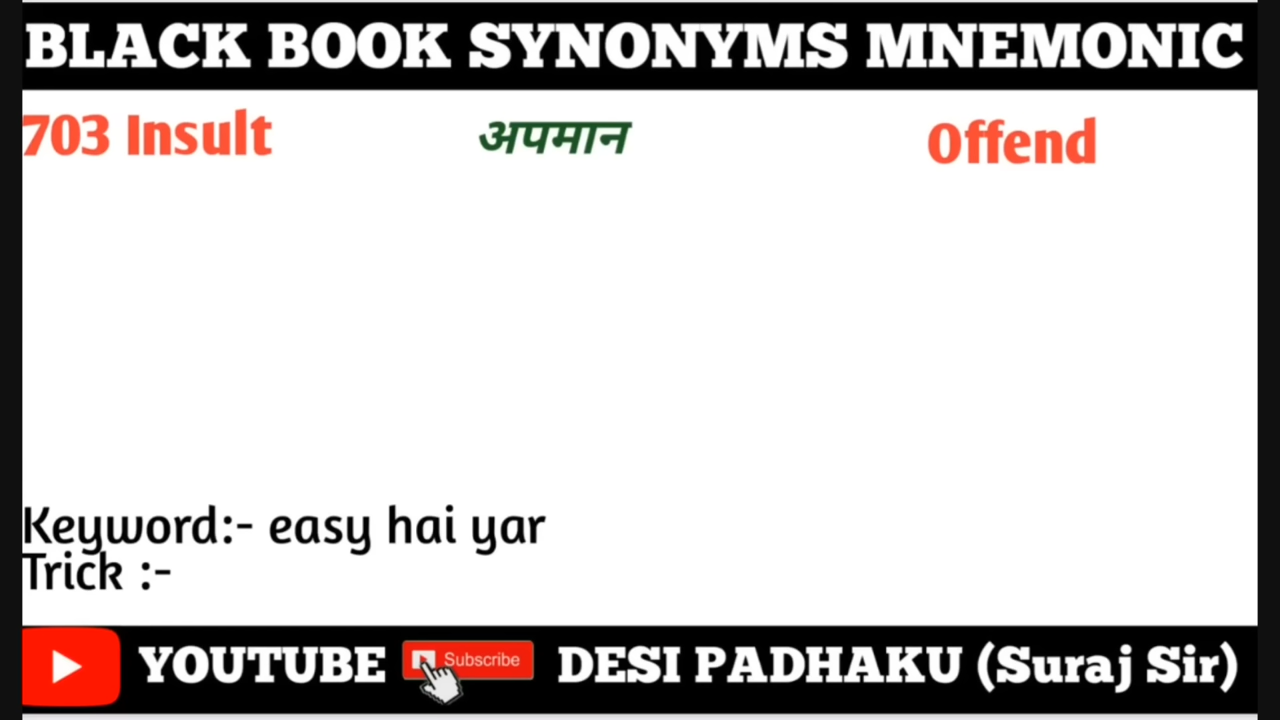 BLACK BOOK SYNONYMS MNEMONIC
703 Insult अपमान Offend
Keyword:- easy hai yar
Trick :-
YOUTUBE Subscribe DESI PADHAKU (Suraj Sir)